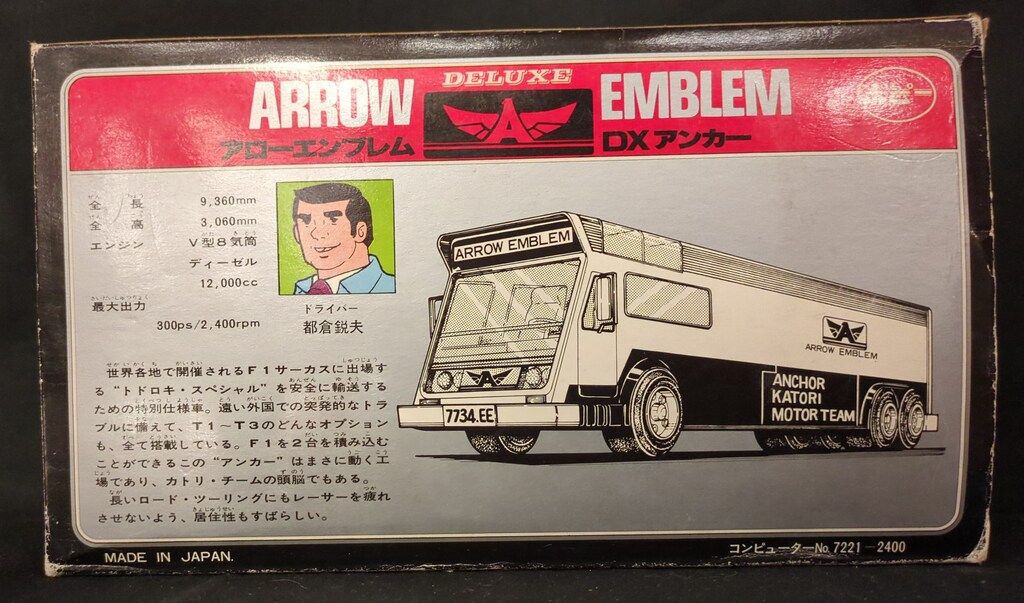 DELUXE
ARROW A EMBLEM
アローエンブレム DXアンカー
ポピー
全長 9,360mm
全高 3,060mm
エンジン V型8気筒
ディーゼル
12,000cc
最大出力
300ps/2,400rpm
ドライバー
都倉鋭夫
世界各地で開催されるF1サーカスに出場す
る“トドロキ・スペシャル”を安全に輸送する
ための特別仕様車。遠い外国での突発的なトラ
ブルに備えて、T1〜T3のどんなオプション
も、全て搭載している。F1を2台を積み込む
ことができるこの“アンカー”はまさに動く工
場であり、カトリ・チームの頭脳でもある。
長いロード・ツーリングにもレーサーを疲れ
させないよう、居住性もすばらしい。
ARROW EMBLEM
A
7734.EE
A
ARROW EMBLEM
ANCHOR
KATORI
MOTOR TEAM
MADE IN JAPAN.
コンピューターNo.7221-2400